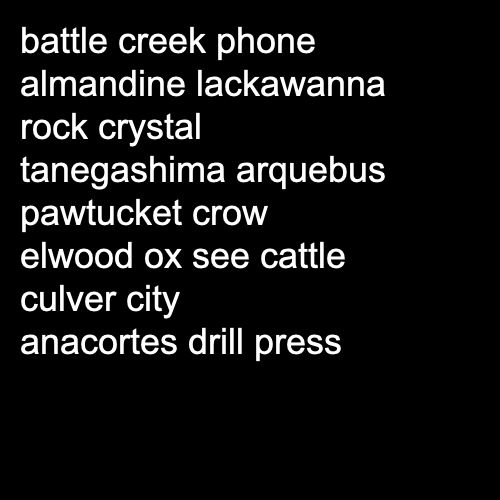 battle creek phone
almandine lackawanna
rock crystal
tanegashima arquebus
pawtucket crow
elwood ox see cattle
culver city
anacortes drill press